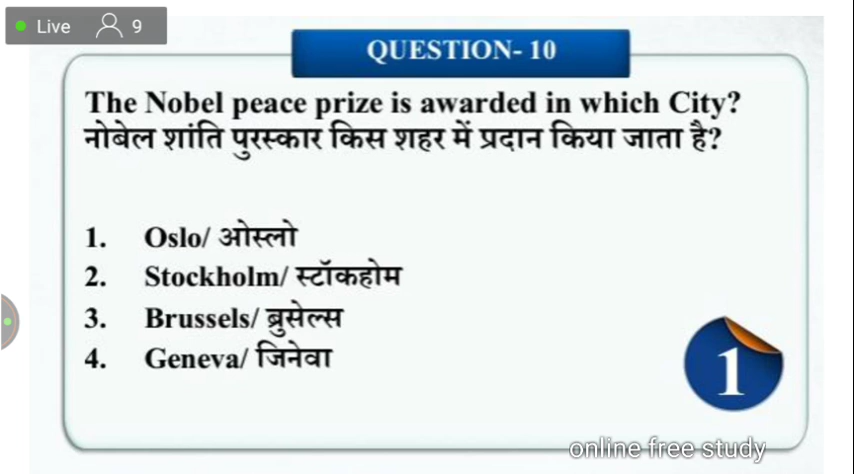 Live 9
QUESTION- 10
The Nobel peace prize is awarded in which City?
नोबेल शांति पुरस्कार किस शहर में प्रदान किया जाता है?
1. Oslo/ ओस्लो
2. Stockholm/ स्टॉकहोम
3. Brussels/ ब्रुसेल्स
4. Geneva/ जिनेवा
1
online free study